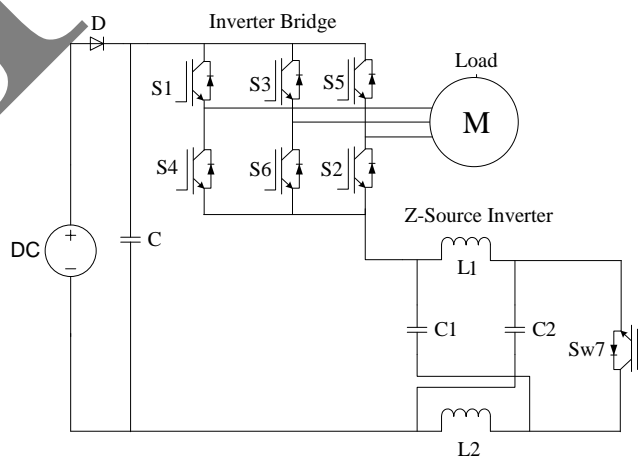 D
Inverter Bridge
S1
S3
S5
Load
M
S4
S6
S2
Z-Source Inverter
DC
+
−
C
L1
C1
C2
Sw7
L2